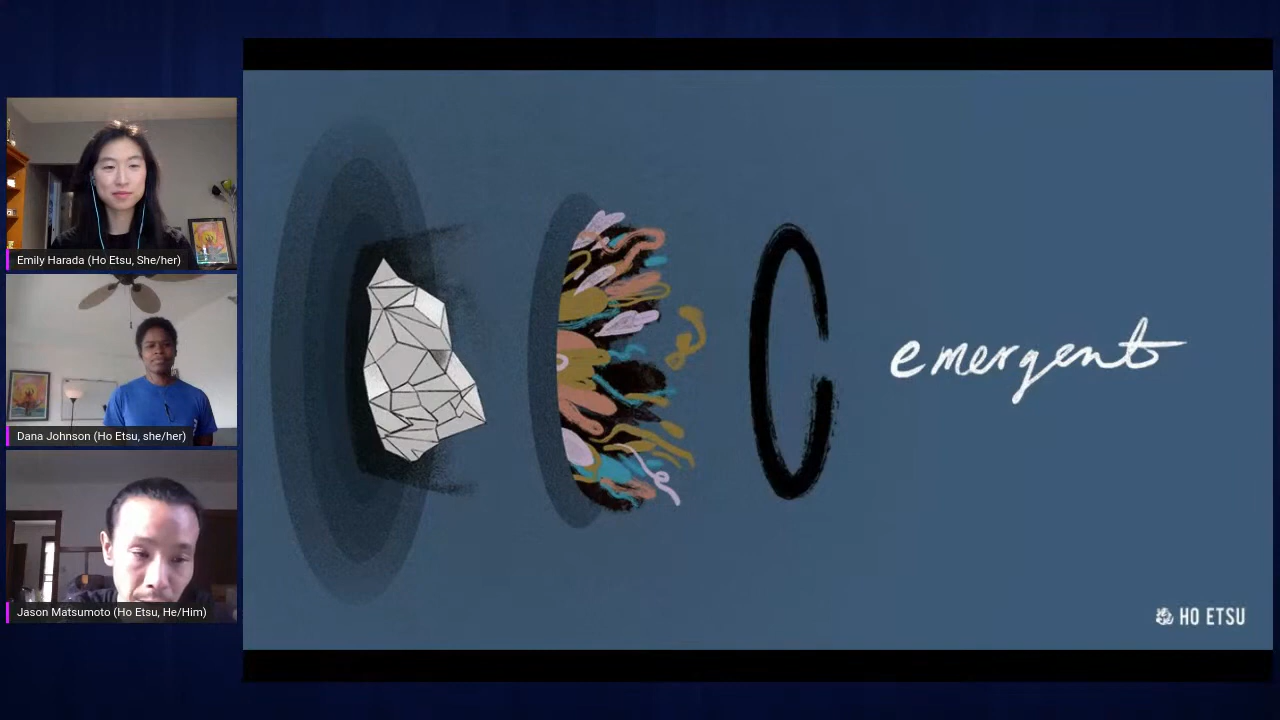 Emily Harada (Ho Etsu, She/her)
Dana Johnson (Ho Etsu, she/her)
Jason Matsumoto (Ho Etsu, He/Him)
emergent
HO ETSU